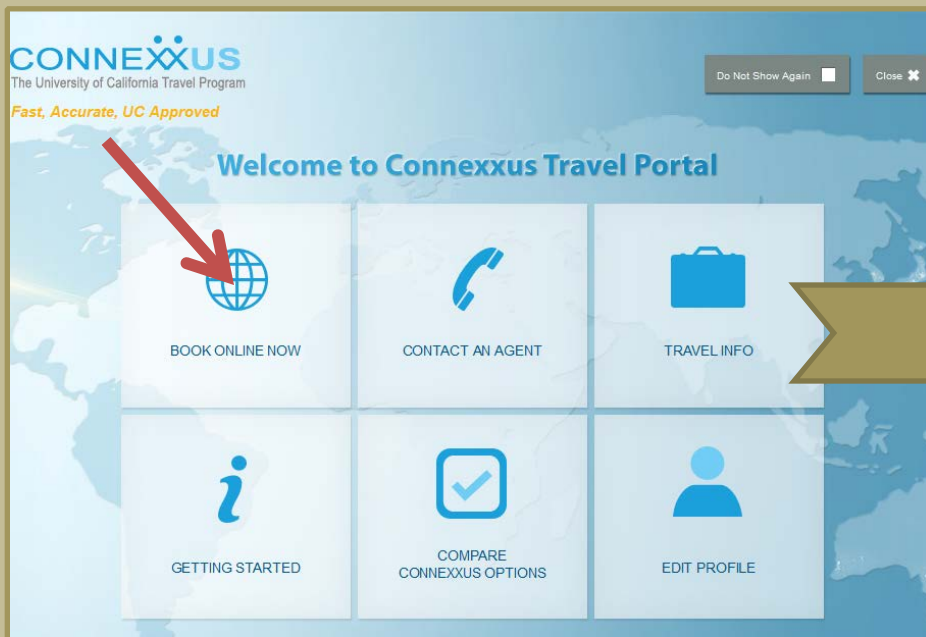 CONNEXXUS
The University of California Travel Program
Fast, Accurate, UC Approved
Do Not Show Again
Close ✖
Welcome to Connexxus Travel Portal
BOOK ONLINE NOW
CONTACT AN AGENT
TRAVEL INFO
GETTING STARTED
COMPARE
CONNEXXUS OPTIONS
EDIT PROFILE